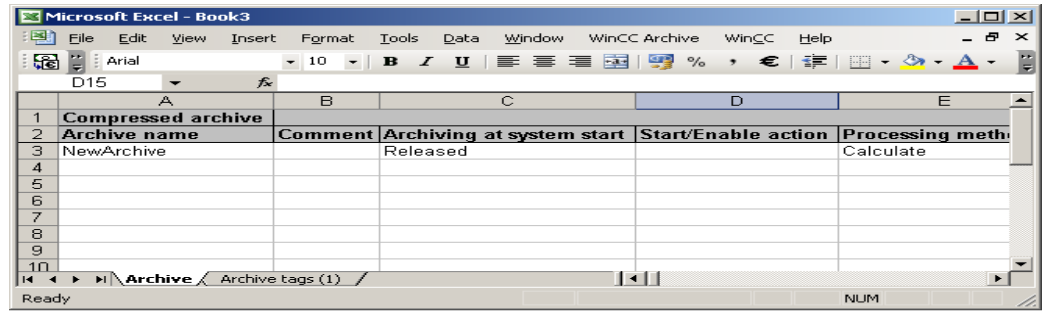 Microsoft Excel - Book3
File Edit View Insert Format Tools Data Window WinCC Archive WinCC Help
Arial 10 B I U % , €
D15 fx
A B C D E
1 Compressed archive
2 Archive name Comment Archiving at system start Start/Enable action Processing meth
3 NewArchive Released Calculate
4
5
6
7
8
9
10
Archive Archive tags (1)
Ready NUM